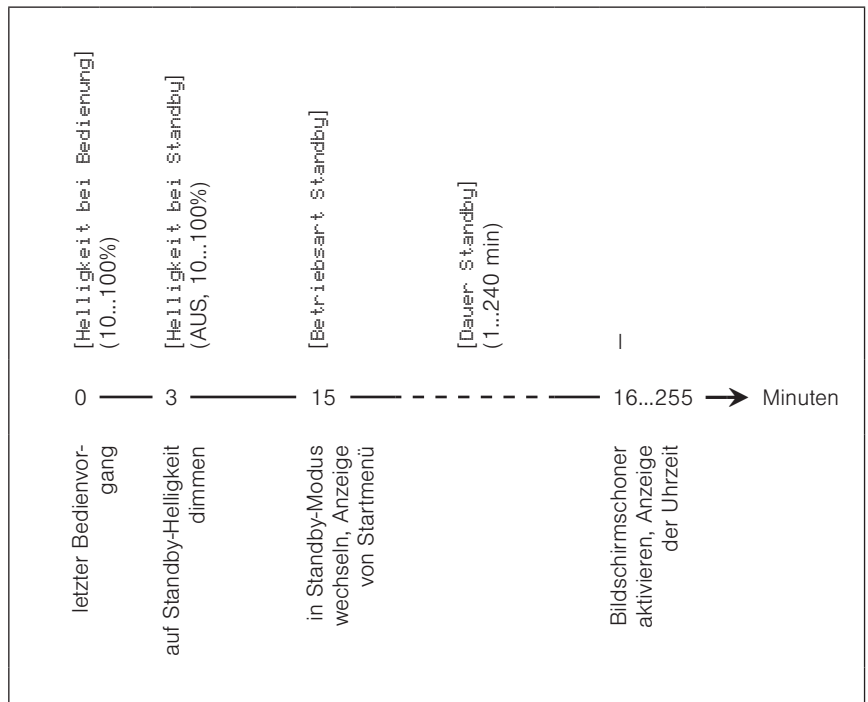 [Helligkeit bei Bedienung]
(10...100%)
[Helligkeit bei Standby]
(AUS, 10...100%)
[Betriebsart Standby]
[Dauer Standby]
(1...240 min)
–
0
3
15
16...255
Minuten
letzter Bedienvor-
gang
auf Standby-Helligkeit
dimmen
in Standby-Modus
wechseln, Anzeige
von Startmenü
Bildschirmschoner
aktivieren, Anzeige
der Uhrzeit